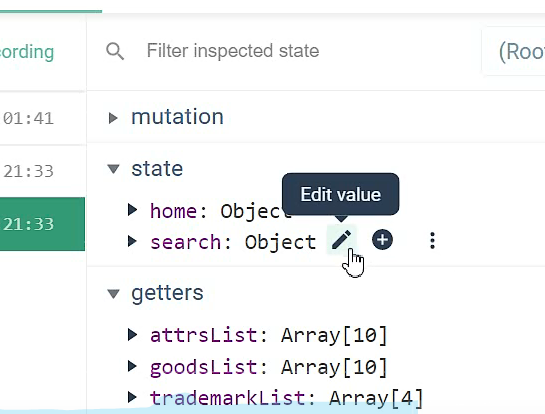 ording
Filter inspected state
(Roo
01:41
mutation
21:33
state
Edit value
21:33
home: Object
search: Object
getters
attrsList: Array[10]
goodsList: Array[10]
trademarkList: Array[4]